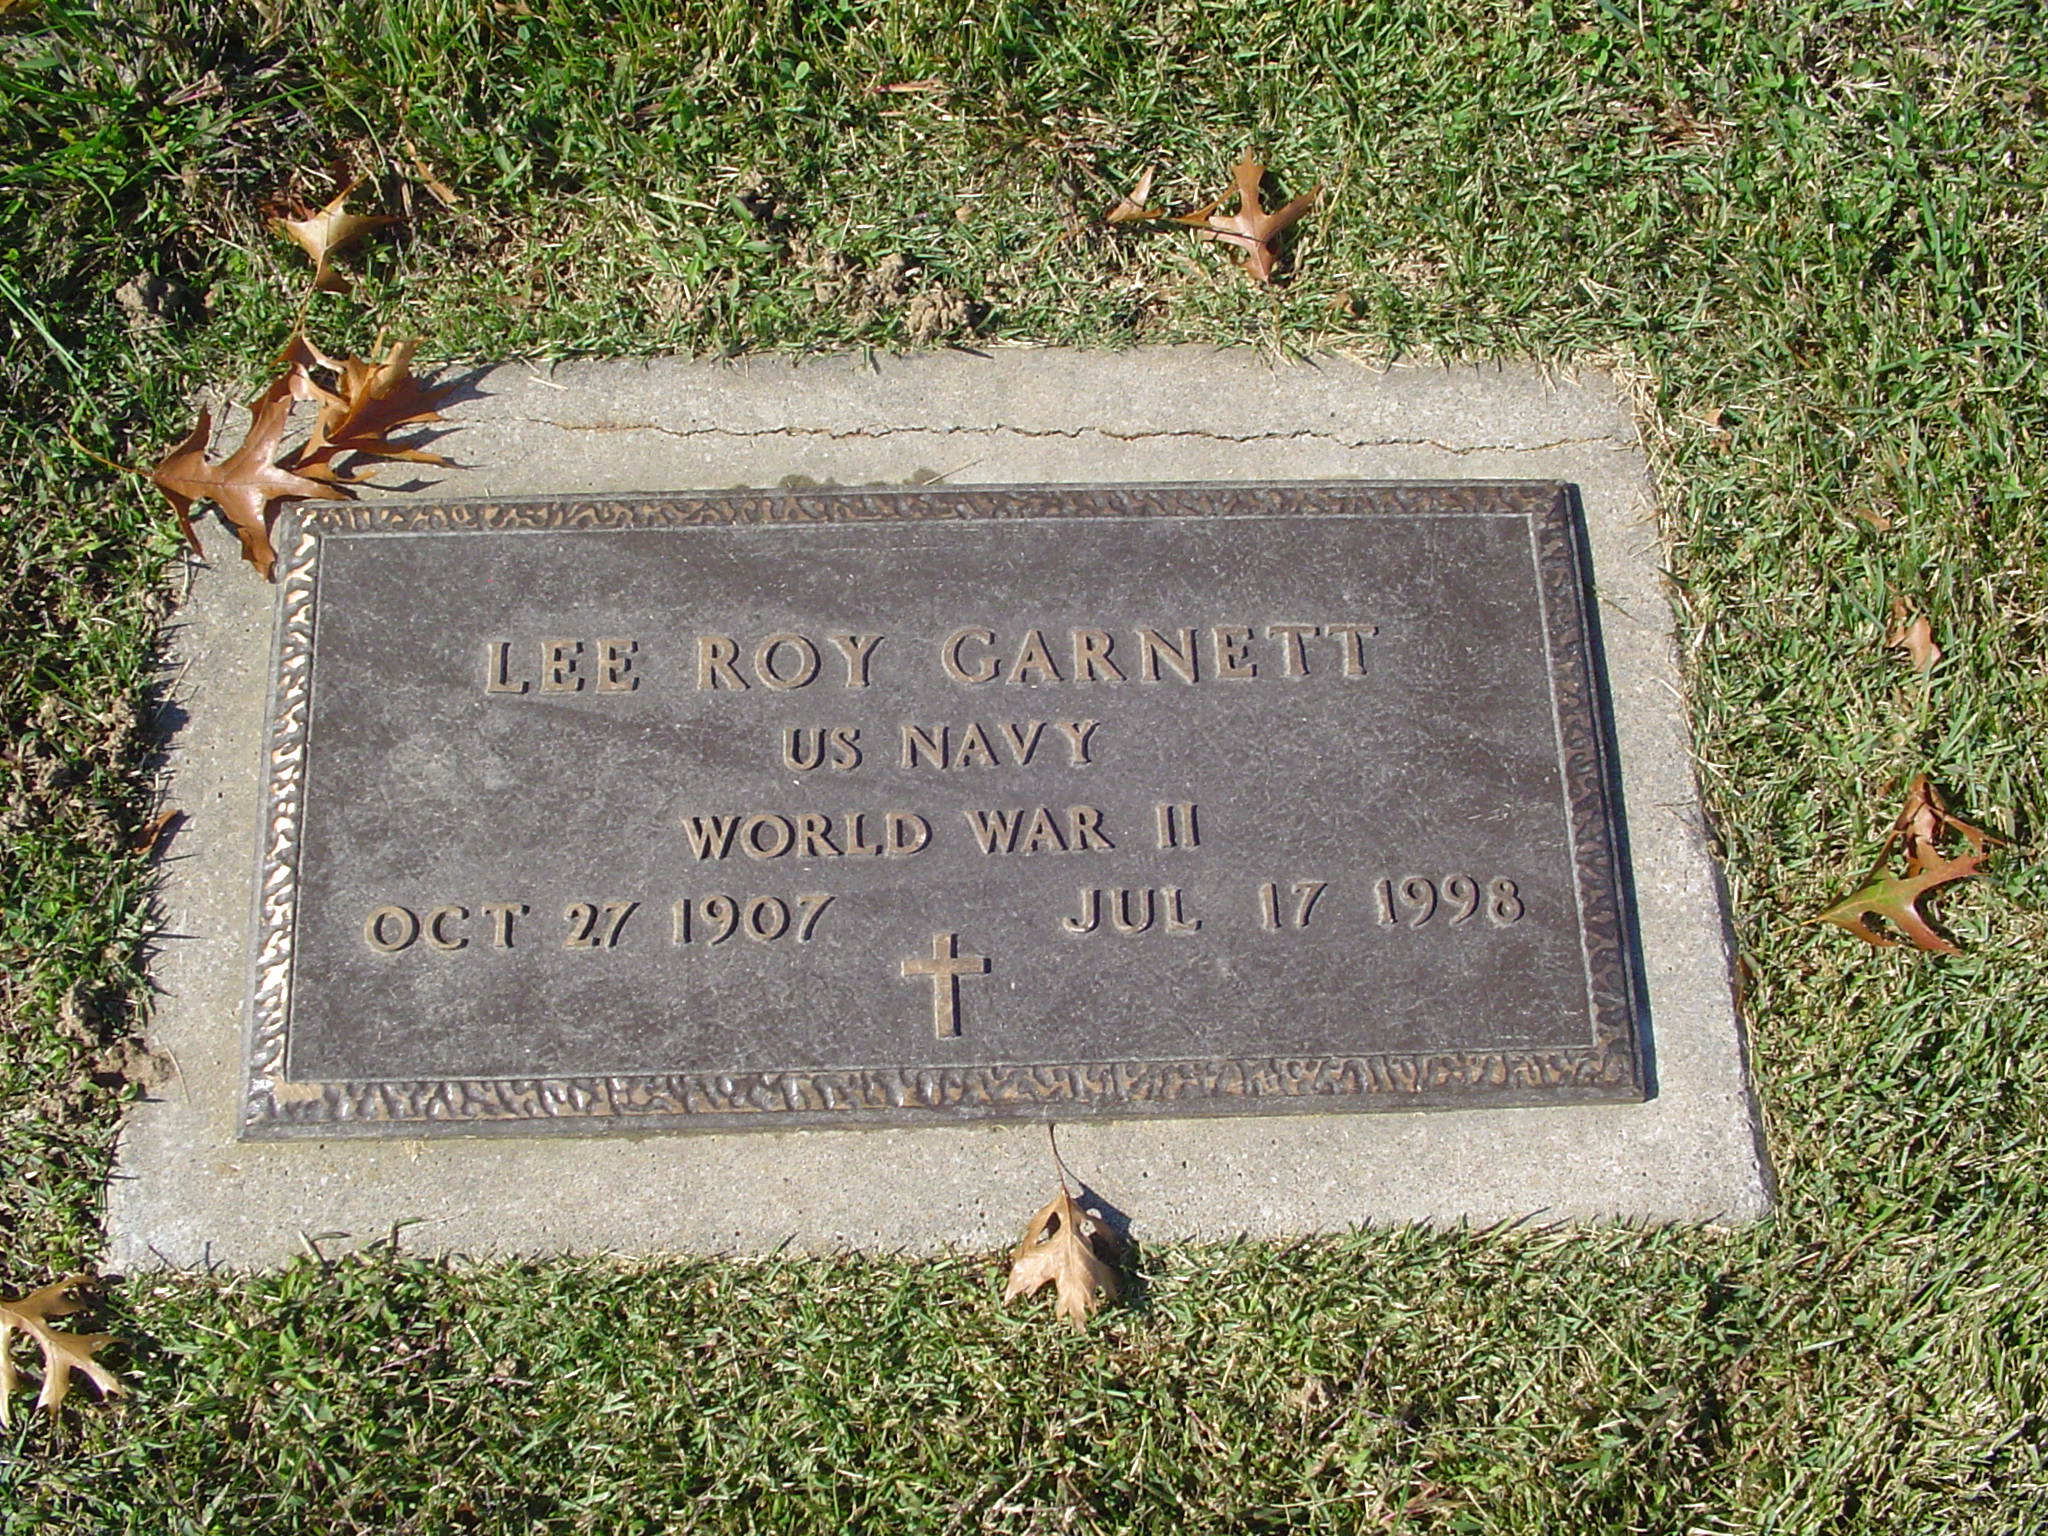 LEE ROY GARNETT
US NAVY
WORLD WAR II
OCT 27 1907 JUL 17 1998